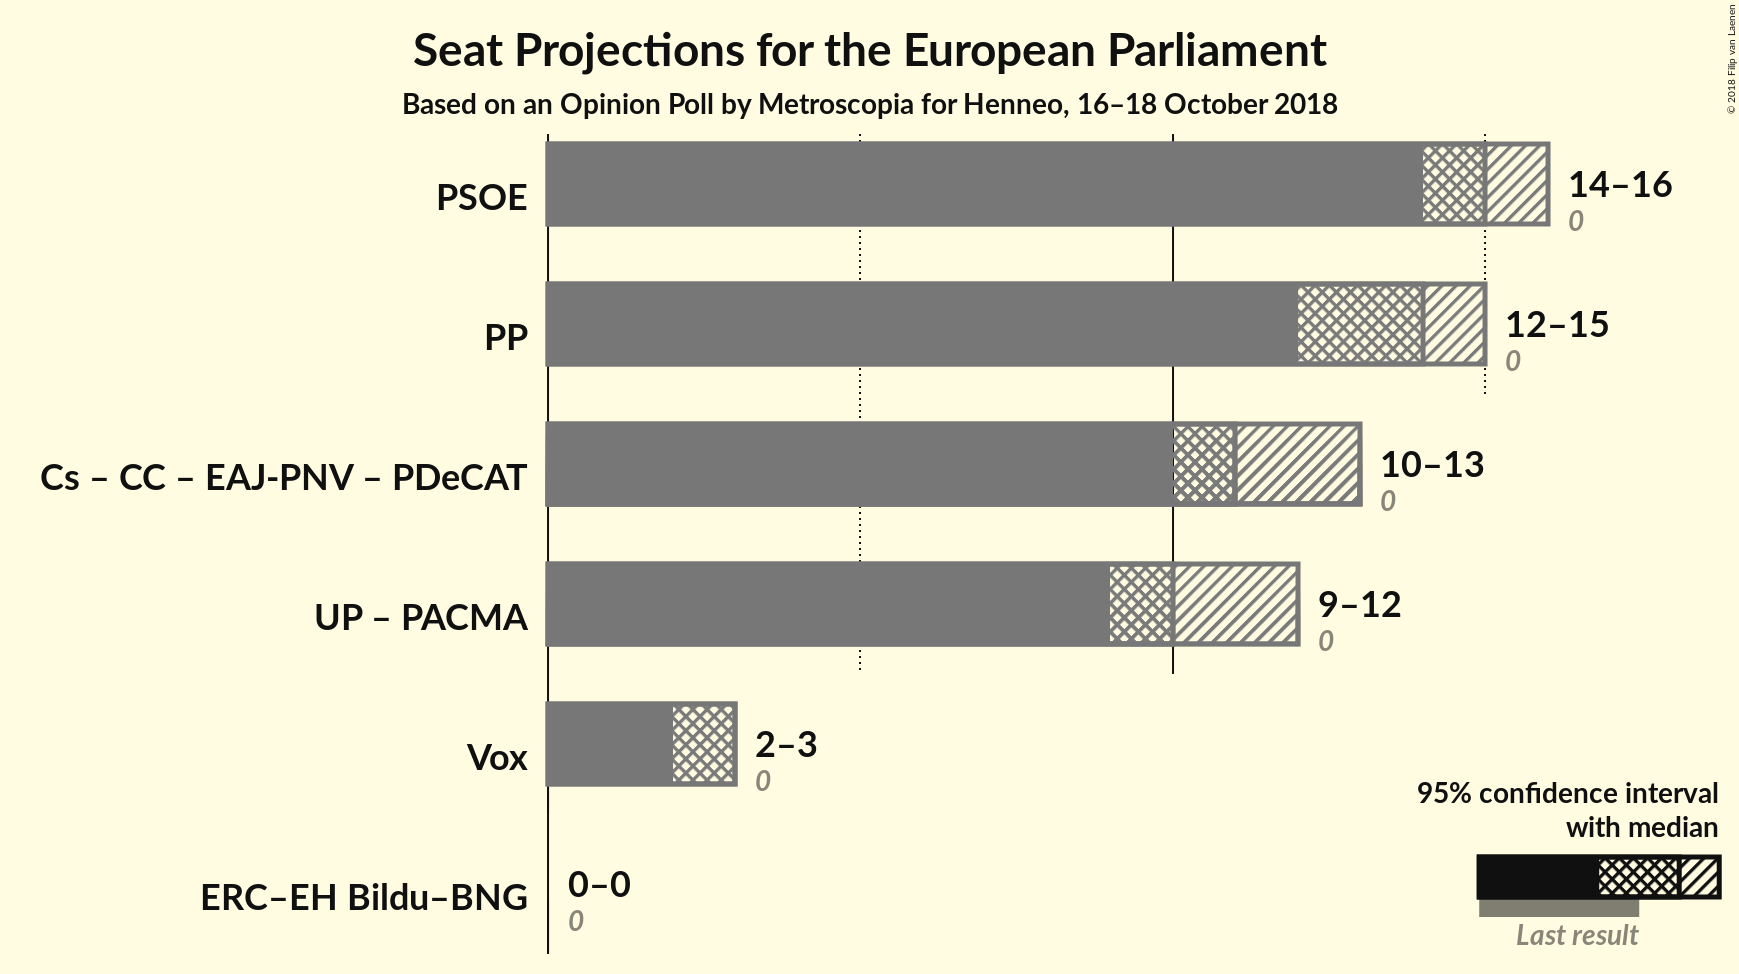 Seat Projections for the European Parliament
Based on an Opinion Poll by Metroscopia for Henneo, 16–18 October 2018
© 2018 Filip van Laenen
PSOE
14–16
0
PP
12–15
0
Cs – CC – EAJ-PNV – PDeCAT
10–13
0
UP – PACMA
9–12
0
Vox
2–3
0
ERC–EH Bildu–BNG
0–0
0
95% confidence interval
with median
Last result